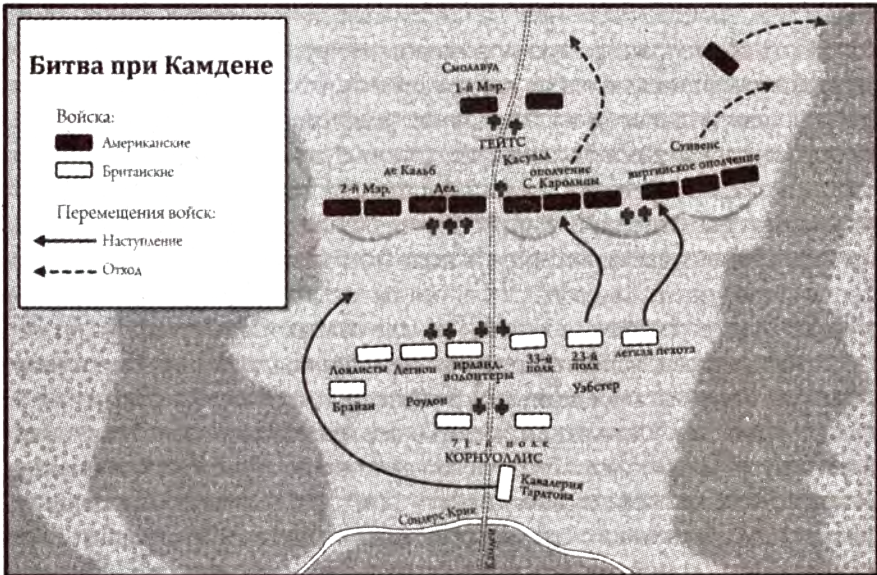 Битва при Камдене
Войска:
Американские
Британские
Перемещения войск:
Наступление
Отход
Смоллвуд
1-й Мэр.
ГЕЙТС
де Кальб
2-й Мэр.
Дел.
Касуэлл
ополчение
С. Каролины
Стивенс
виргинское ополчение
Лоялисты
Легион
ирланд.
волонтеры
33-й
полк
23-й
полк
легкая пехота
Брайан
Роудон
Уэбстер
71-й полк
КОРНУОЛЛИС
Кавалерия
Тарлтона
Сондерс-Крик
Камден